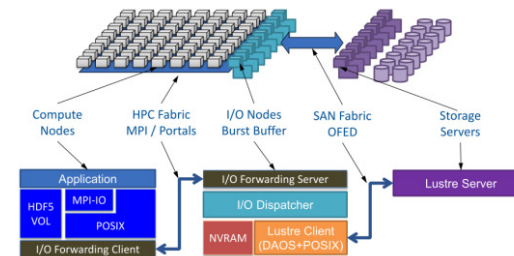 Compute
Nodes
HPC Fabric
MPI / Portals
I/O Nodes
Burst Buffer
SAN Fabric
OFED
Storage
Servers
Application
HDF5
VOL
MPI-IO
POSIX
I/O Forwarding Client
I/O Forwarding Server
I/O Dispatcher
NVRAM
Lustre Client
(DAOS+POSIX)
Lustre Server